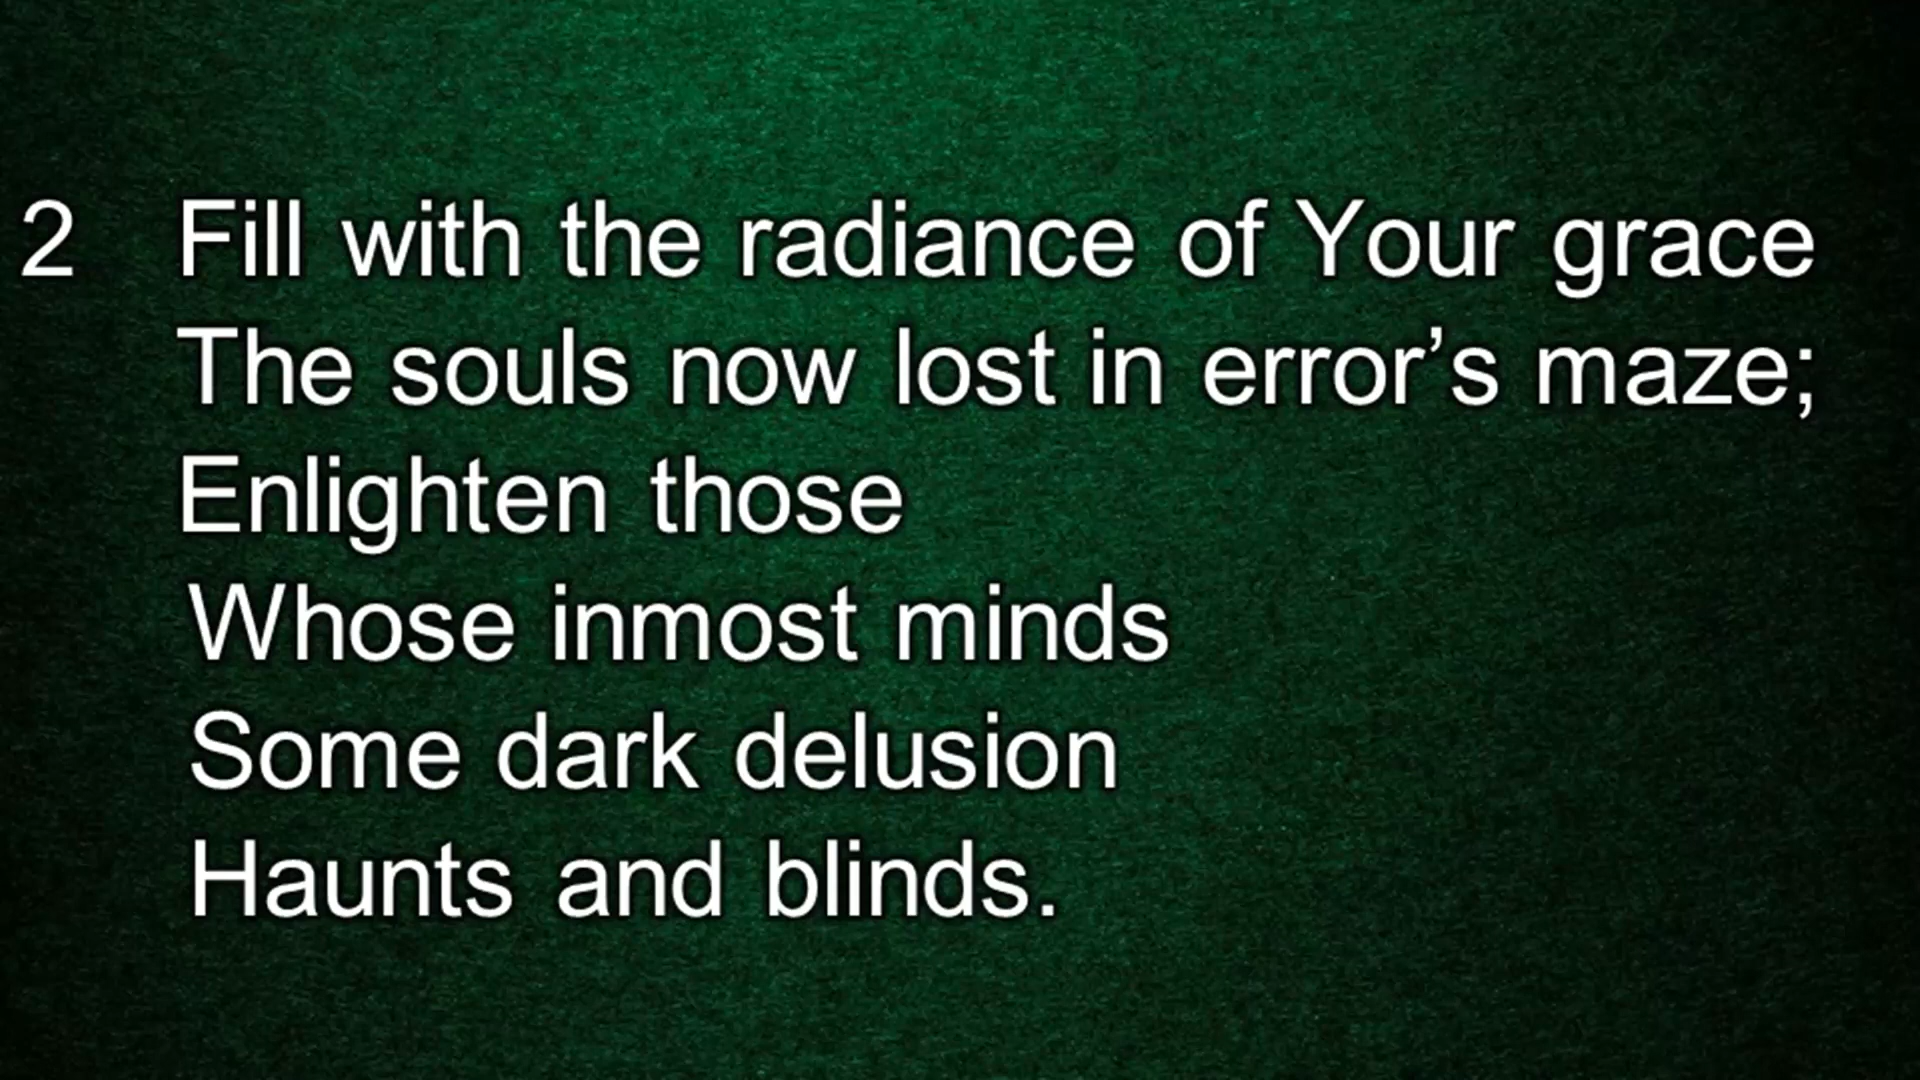 2 Fill with the radiance of Your grace
The souls now lost in error’s maze;
Enlighten those
Whose inmost minds
Some dark delusion
Haunts and blinds.